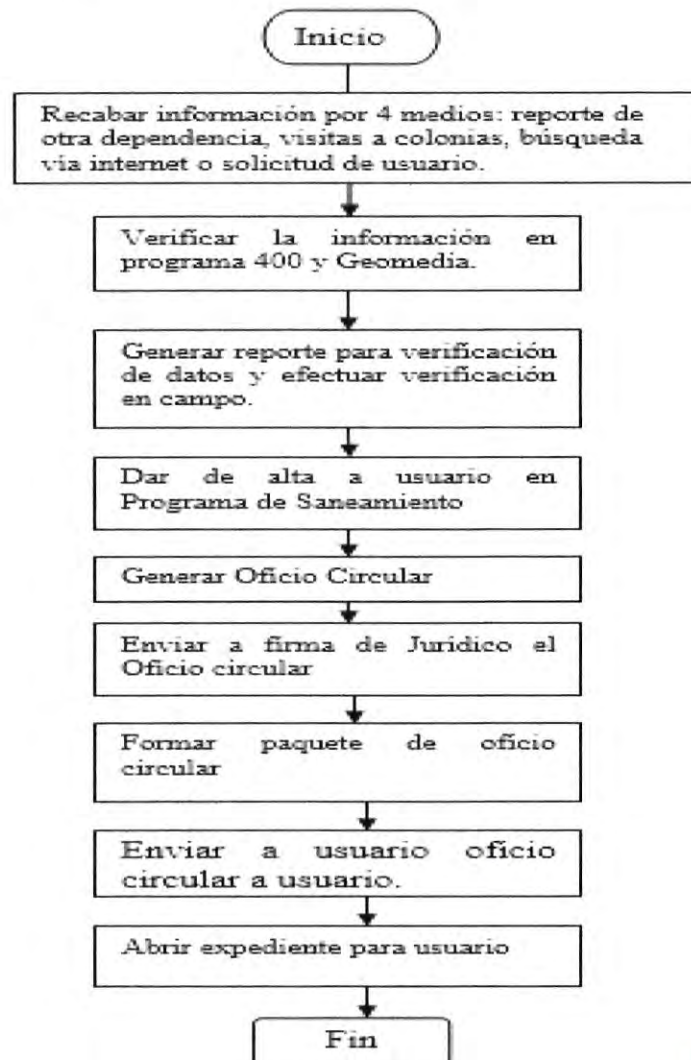 Inicio
Recabar información por 4 medios: reporte de
otra dependencia, visitas a colonias, búsqueda
vía internet o solicitud de usuario.
Verificar la información en
programa 400 y Geomedia.
Generar reporte para verificación
de datos y efectuar verificación
en campo.
Dar de alta a usuario en
Programa de Saneamiento
Generar Oficio Circular
Enviar a firma de Jurídico el
Oficio circular
Formar paquete de oficio
circular
Enviar a usuario oficio
circular a usuario.
Abrir expediente para usuario
Fin